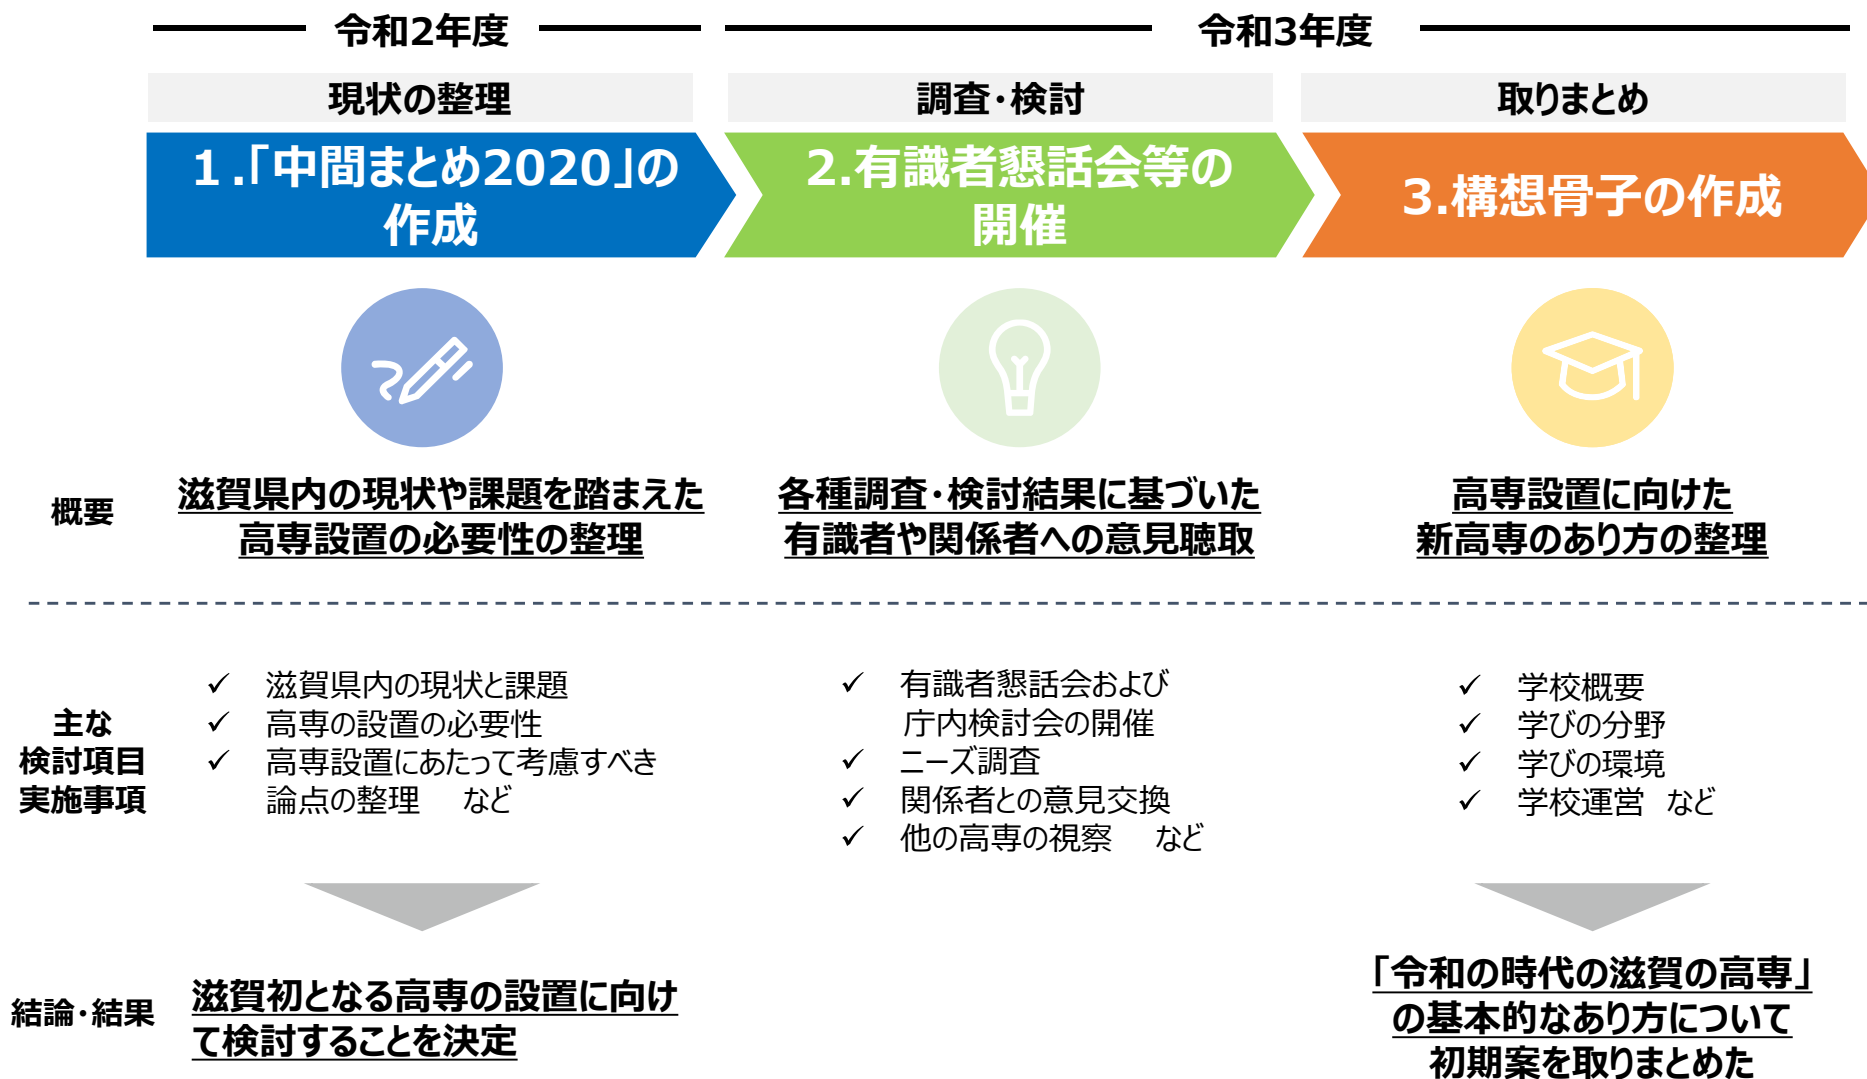 令和2年度
令和3年度
現状の整理
調査・検討
取りまとめ
1.「中間まとめ2020」の
作成
2.有識者懇話会等の
開催
3.構想骨子の作成
概要
滋賀県内の現状や課題を踏まえた
高専設置の必要性の整理
各種調査・検討結果に基づいた
有識者や関係者への意見聴取
高専設置に向けた
新高専のあり方の整理
主な
検討項目
実施事項
✓ 滋賀県内の現状と課題
✓ 高専の設置の必要性
✓ 高専設置にあたって考慮すべき
論点の整理 など
✓ 有識者懇話会および
庁内検討会の開催
✓ ニーズ調査
✓ 関係者との意見交換
✓ 他の高専の視察 など
✓ 学校概要
✓ 学びの分野
✓ 学びの環境
✓ 学校運営 など
結論・結果
滋賀初となる高専の設置に向け
て検討することを決定
「令和の時代の滋賀の高専」
の基本的なあり方について
初期案を取りまとめた